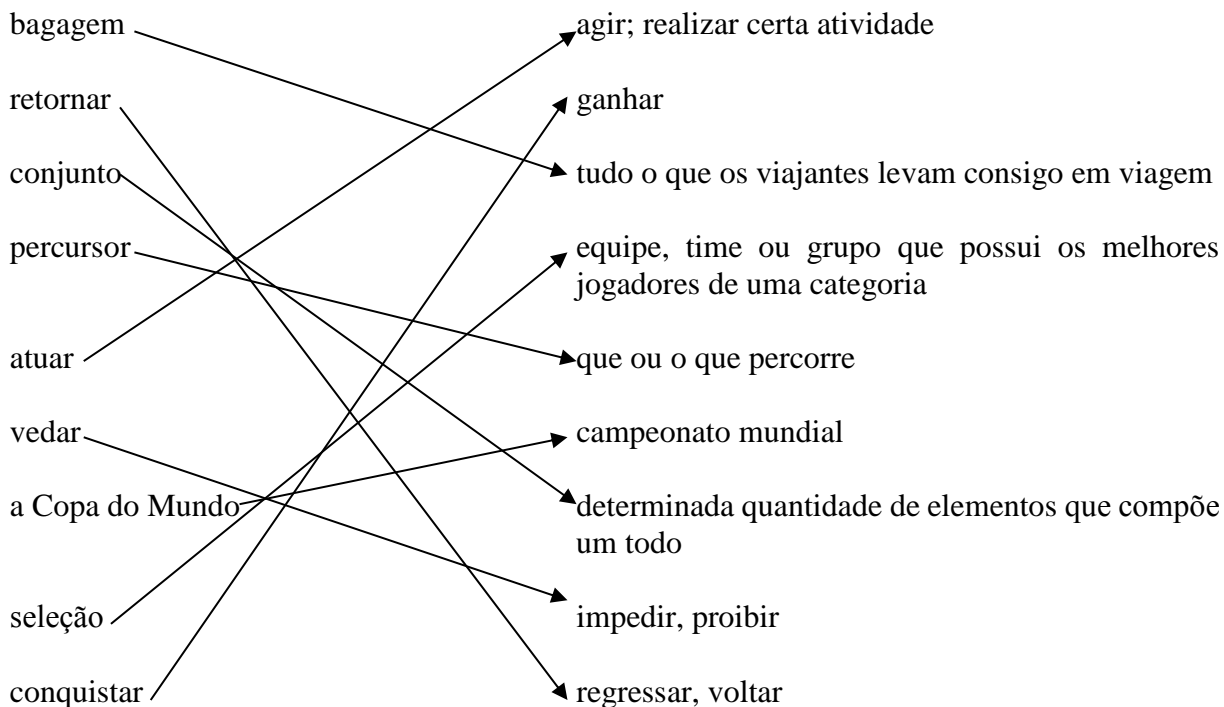 bagagem agir; realizar certa atividade
retornar ganhar
conjunto tudo o que os viajantes levam consigo em viagem
percursor equipe, time ou grupo que possui os melhores
jogadores de uma categoria
atuar que ou o que percorre
vedar campeonato mundial
a Copa do Mundo determinada quantidade de elementos que compõe
um todo
seleção impedir, proibir
conquistar regressar, voltar